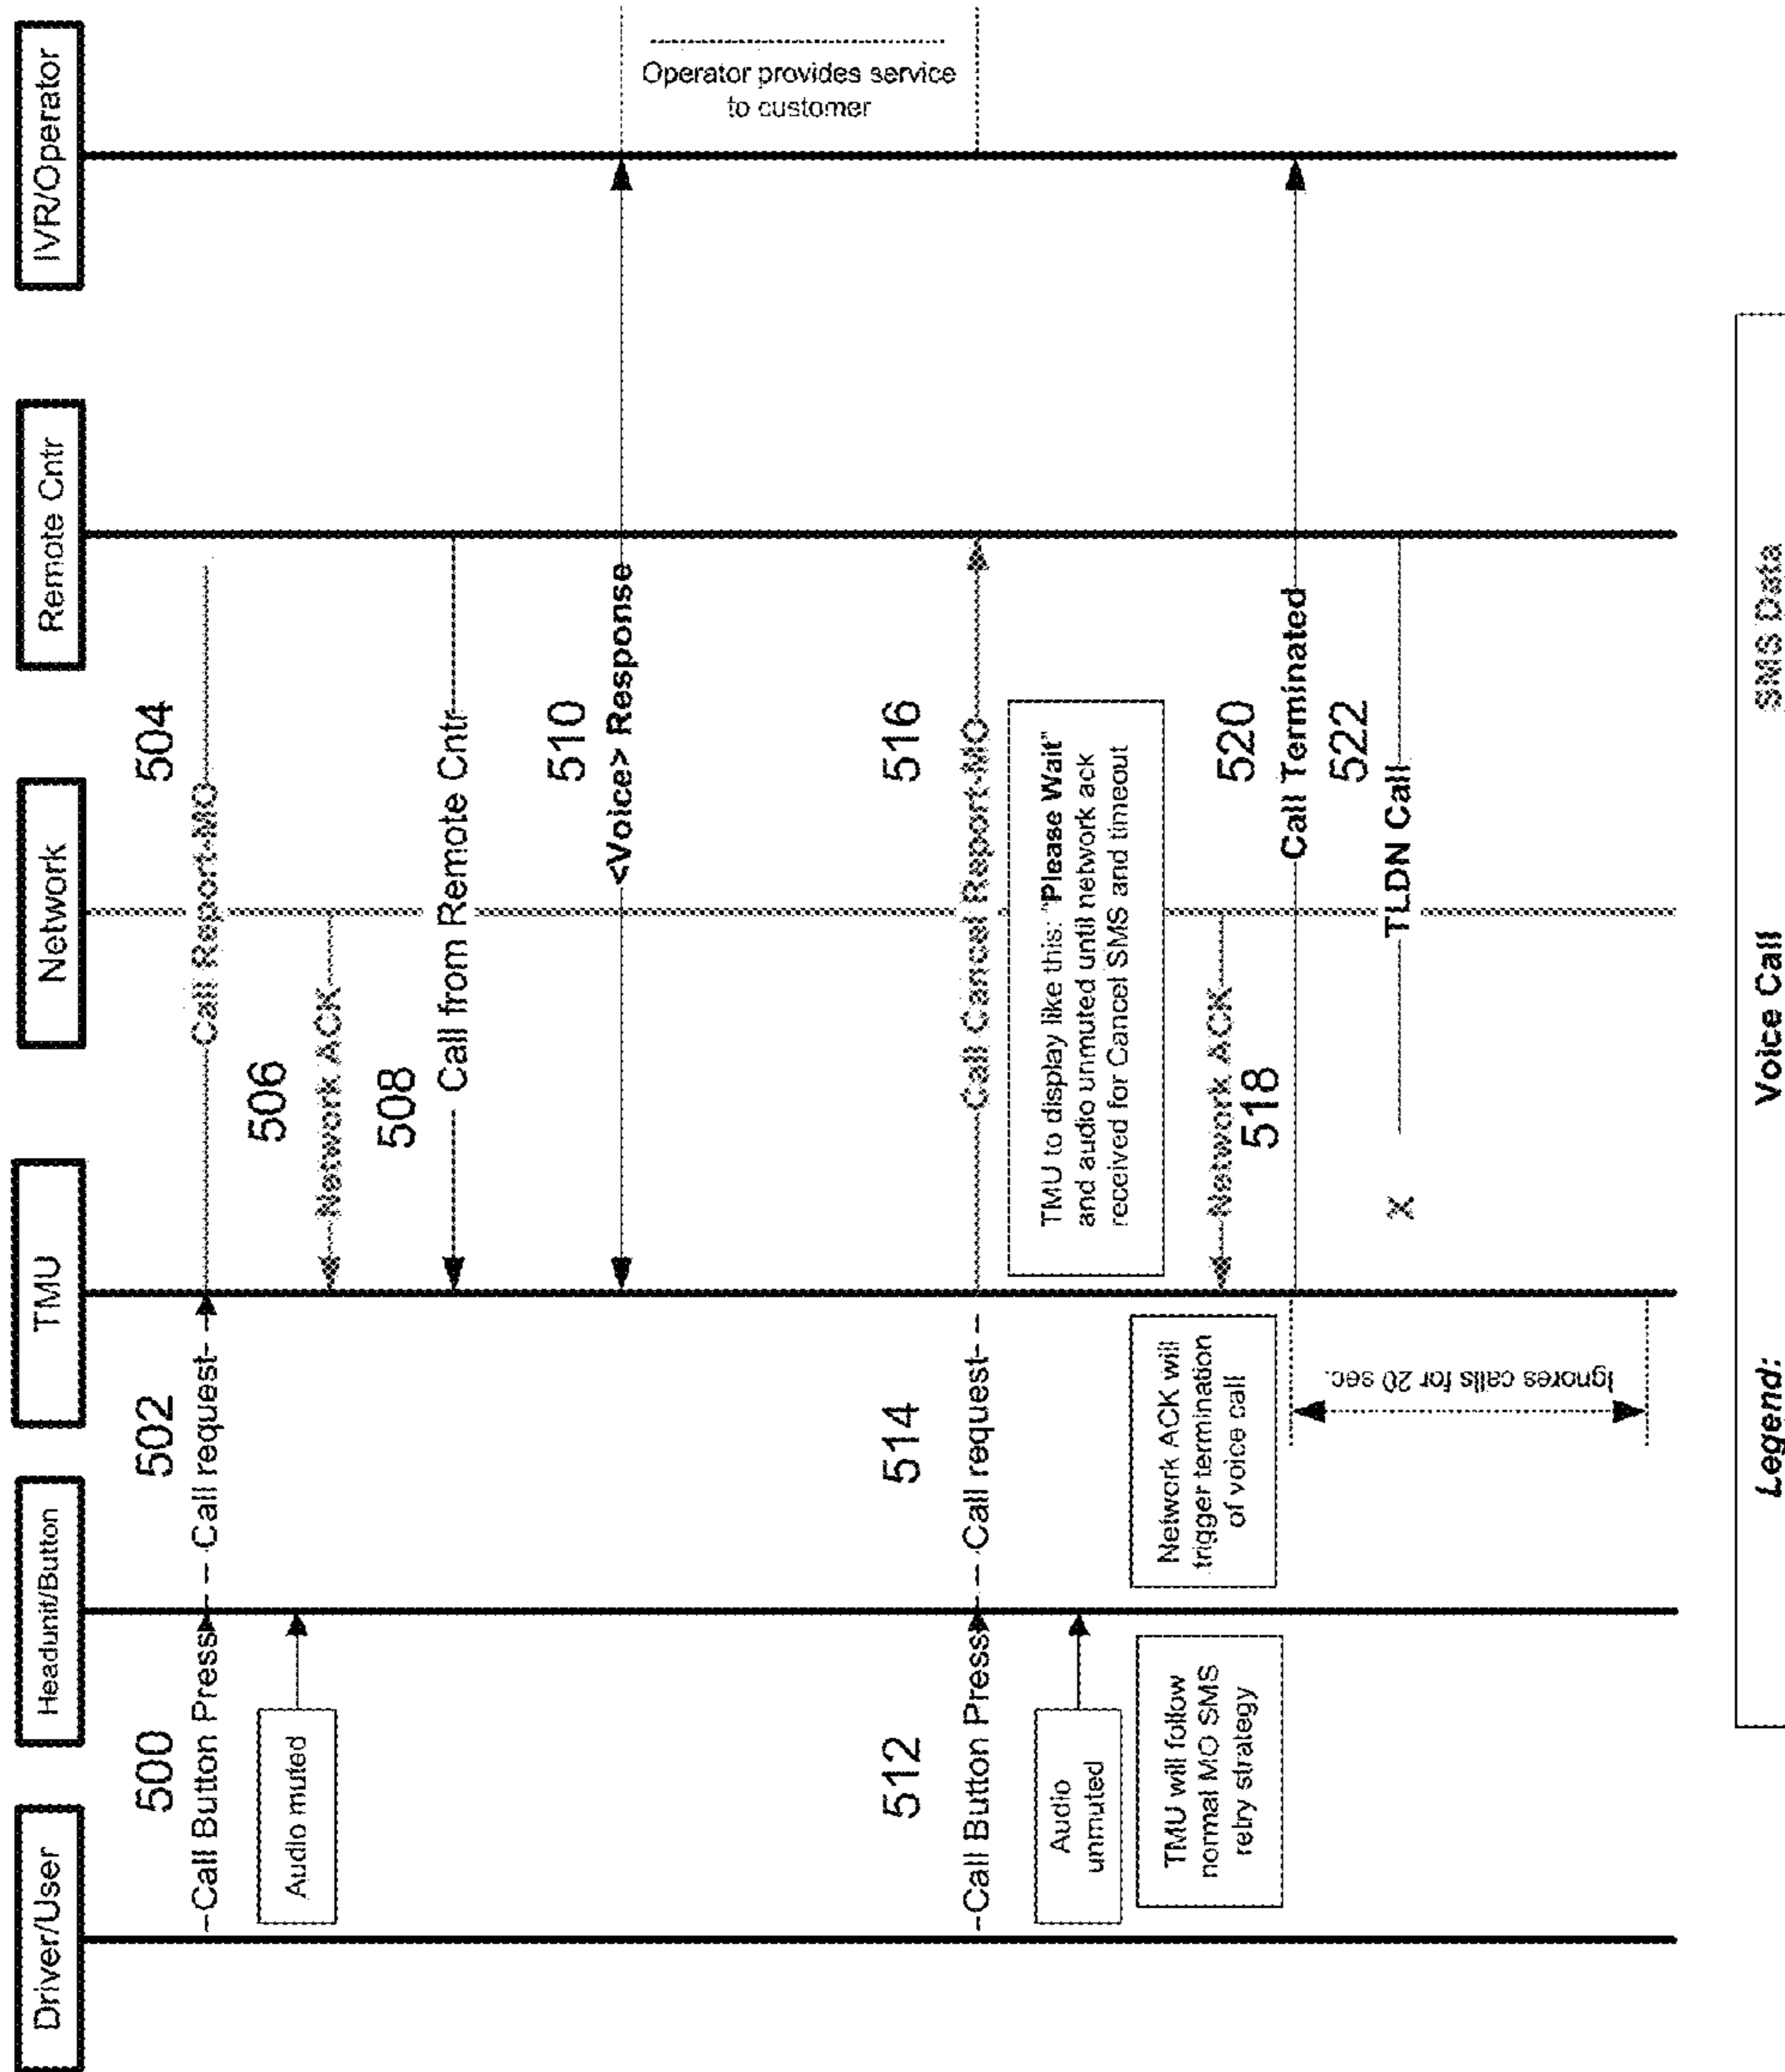 Driver/User
Headunit/Button
TMU
Network
Remote Cntr
IVR/Operator
500
502
504
Call Button Press
Call request
Call Report-MO
Audio muted
506
Network ACK
508
Call from Remote Cntr
510
<Voice> Response
Operator provides service
to customer
512
514
516
Call Button Press
Call request
Call Cancel Report-MO
Audio
unmuted
TMU to display like this: "Please Wait"
and audio unmuted until network ack
received for Cancel SMS and timeout
TMU will follow
normal MO SMS
retry strategy
Network ACK will
trigger termination
of voice call
Network ACK
518
520
Call Terminated
522
TLDN Call
X
Ignores calls for 20 sec.
Legend:
Voice Call
SMS Data